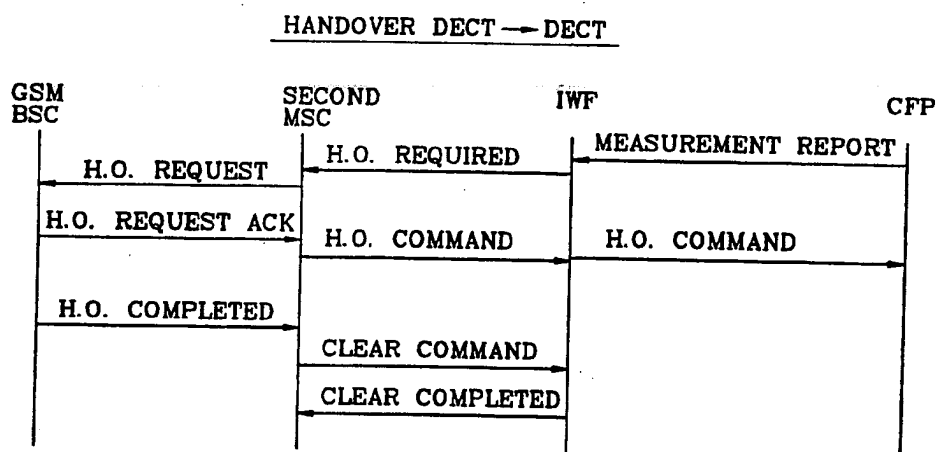 HANDOVER DECT → DECT
GSM
BSC
SECOND
MSC
IWF
CFP
MEASUREMENT REPORT
H.O. REQUIRED
H.O. REQUEST
H.O. REQUEST ACK
H.O. COMMAND
H.O. COMMAND
H.O. COMPLETED
CLEAR COMMAND
CLEAR COMPLETED